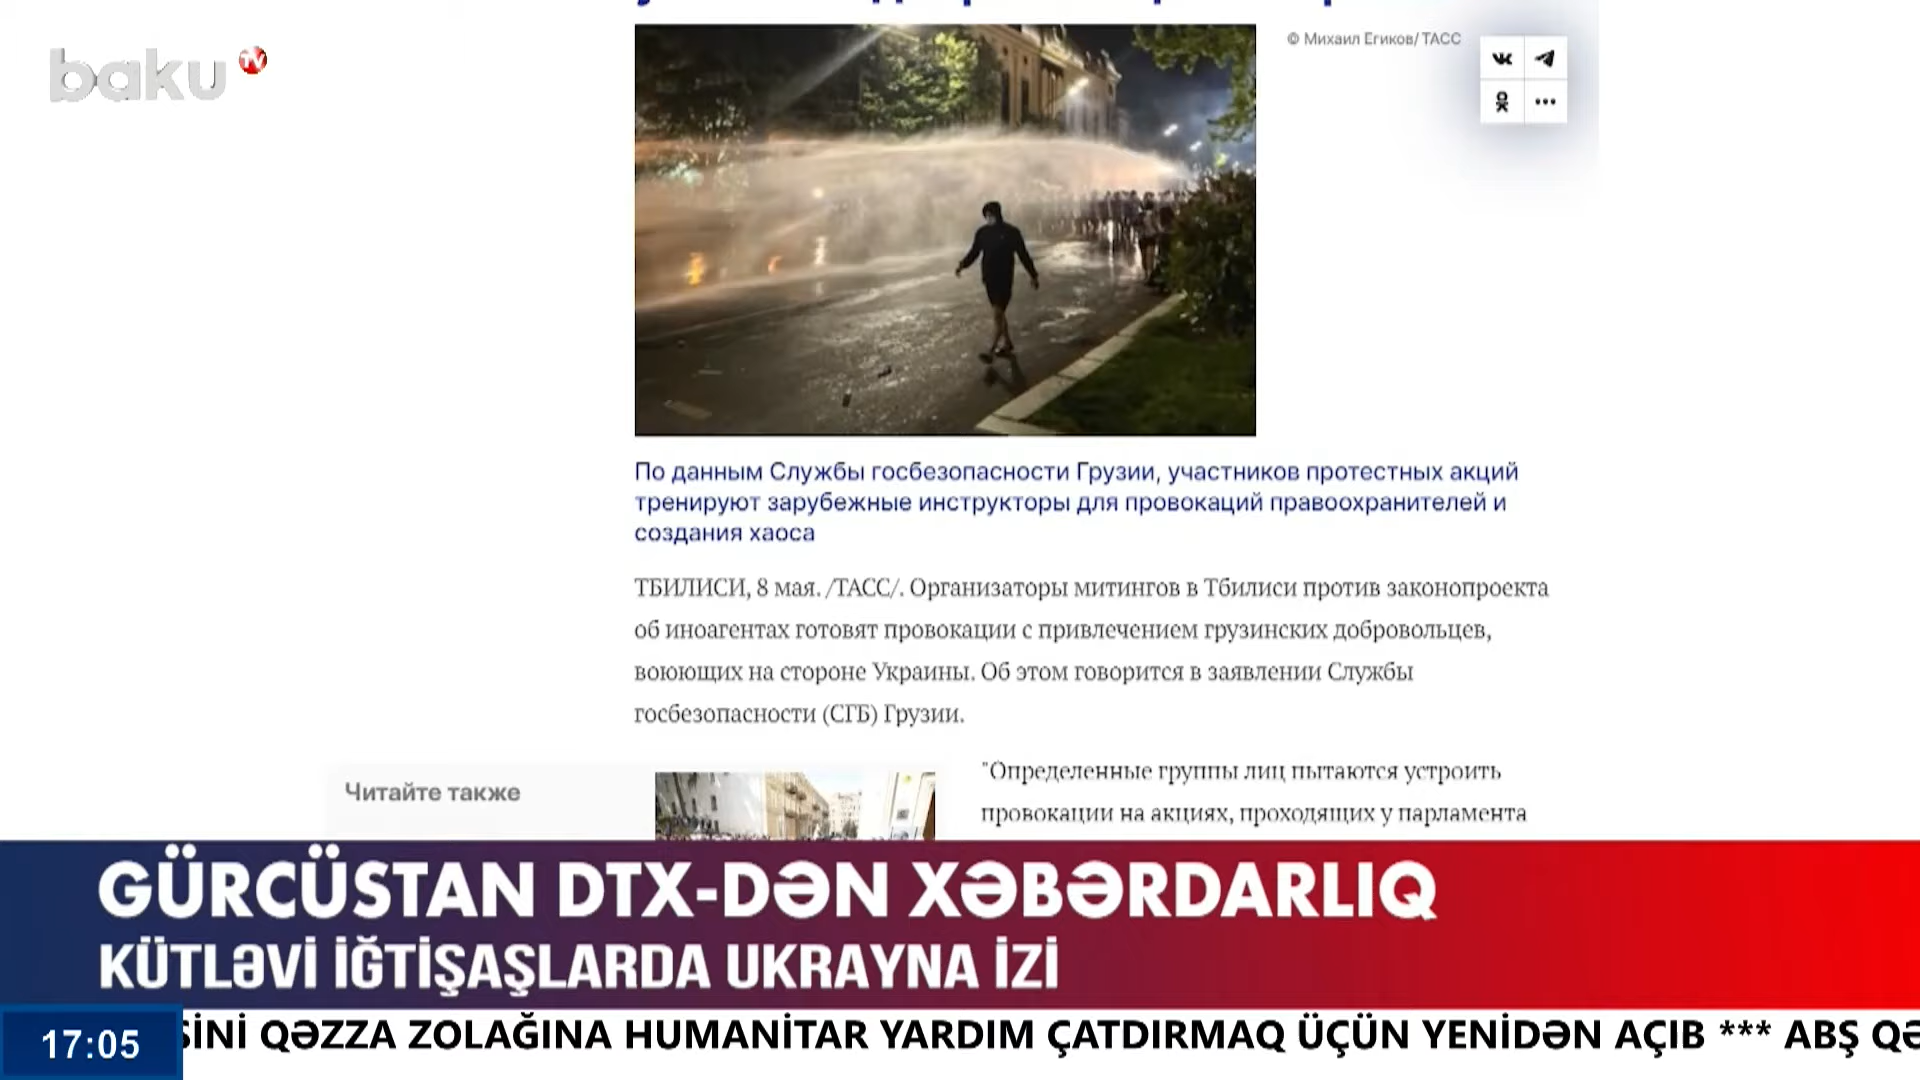 baku TV
© Михаил Егиков/ ТАСС
По данным Службы госбезопасности Грузии, участников протестных акций
тренируют зарубежные инструкторы для провокаций правоохранителей и
создания хаоса
ТБИЛИСИ, 8 мая. /ТАСС/. Организаторы митингов в Тбилиси против законопроекта
об иноагентах готовят провокации с привлечением грузинских добровольцев,
воюющих на стороне Украины. Об этом говорится в заявлении Службы
госбезопасности (СГБ) Грузии.
Читайте также
"Определенные группы лиц пытаются устроить
провокации на акциях, проходящих у парламента
GÜRCÜSTAN DTX-DƏN XƏBƏRDARLIQ
KÜTLƏVİ İĞTİŞAŞLARDA UKRAYNA İZİ
17:05
SİNİ QƏZZA ZOLAĞINA HUMANİTAR YARDIM ÇATDIRMAQ ÜÇÜN YENİDƏN AÇIB *** ABŞ QƏ